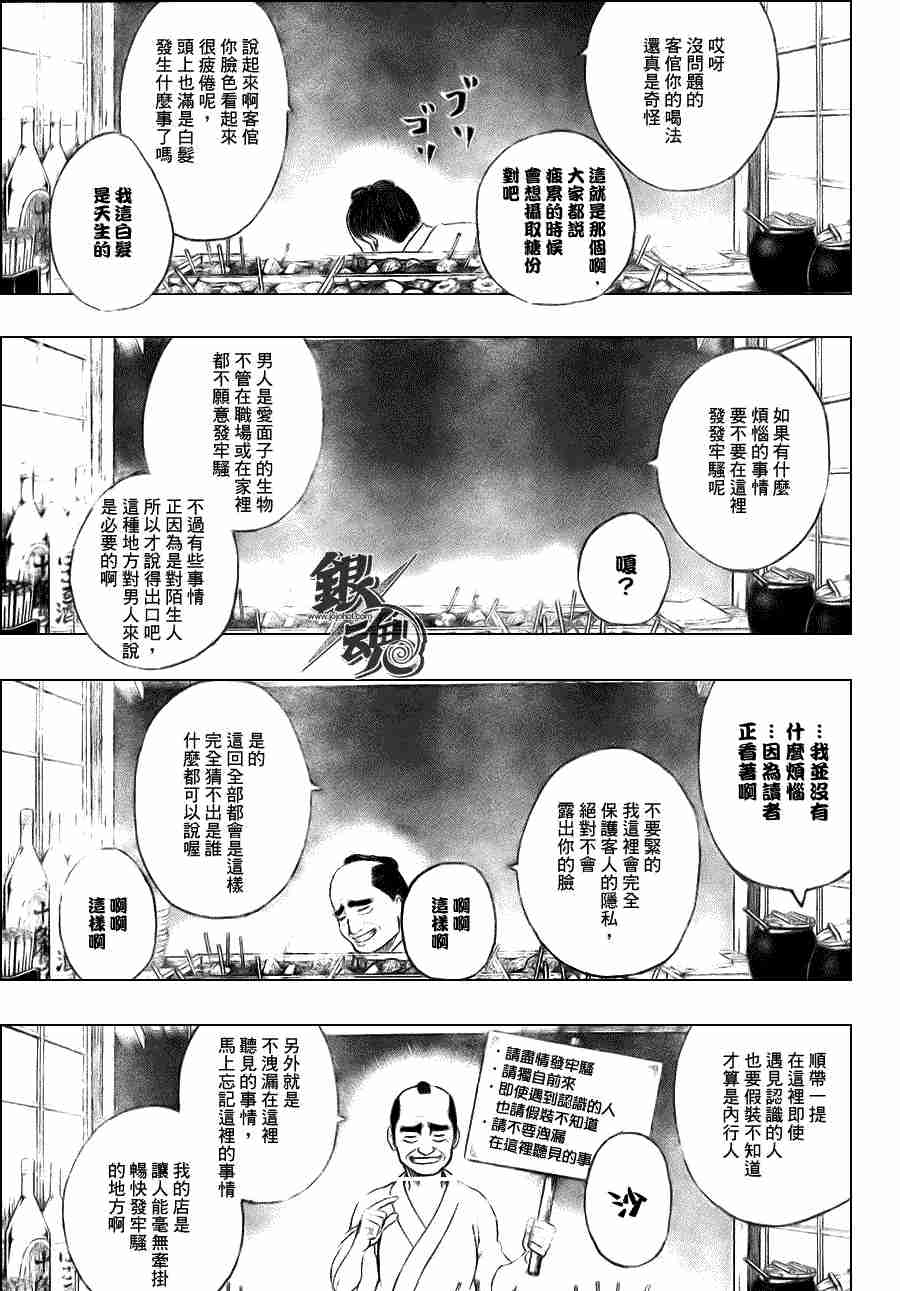 哎呀
沒問題的
客倌你的喝法
還真是奇怪
這就是那個啊，
大家都說
疲累的時候
會想攝取糖份
對吧
ゴソ
ゴソ
說起來啊客倌
你臉色看起來
很疲倦呢，
頭上也滿是白髮
發生什麼事了嗎
我這白髮
是天生的
如果有什麼
煩惱的事情
要不要在這裡
發發牢騷呢
嗄？
男人是愛面子的生物
不管在職場或在家裡
都不願意發牢騷
不過有些事情
正因為是對陌生人
所以才說得出口吧，
這種地方對男人來說
是必要的啊
銀魂
www.jojohot.com
…我並沒有
什麼煩惱
…因為讀者
正看著啊
不要緊的
我這裡會完全
保護客人的隱私，
絕對不會
露出你的臉
啊啊
這樣啊
是的
這回全部都會是這樣
完全猜不出是誰
什麼都可以說喔
啊啊
這樣啊
順帶一提
在這裡即使
遇見認識的人
也要假裝不知道
才算是內行人
・請盡情發牢騷
・請獨自前來
・即使遇到認識的人
也請假裝不知道
・請不要洩漏
在這裡聽見的事
另外就是
不洩漏在這裡
聽見的事情，
馬上忘記這裡的事情
我的店是
讓人能毫無牽掛
暢快發牢騷
的地方啊